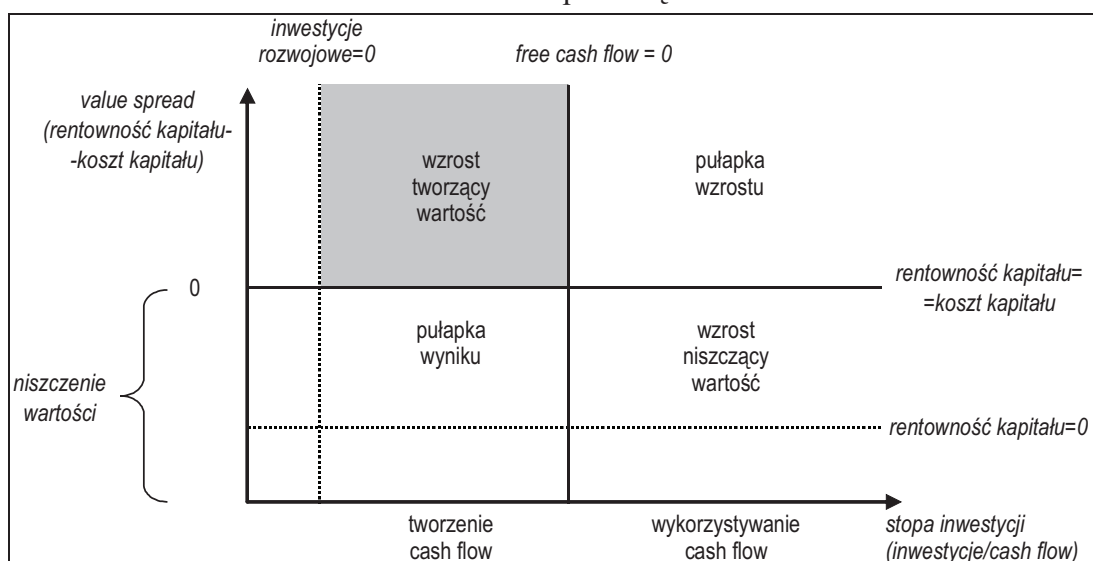 inwestycje
rozwojowe=0
free cash flow = 0
value spread
(rentowność kapitału-
-koszt kapitału)
wzrost
tworzący
wartość
pułapka
wzrostu
0
rentowność kapitału=
=koszt kapitału
pułapka
wyniku
wzrost
niszczący
wartość
niszczenie
wartości
rentowność kapitału=0
tworzenie
cash flow
wykorzystywanie
cash flow
stopa inwestycji
(inwestycje/cash flow)